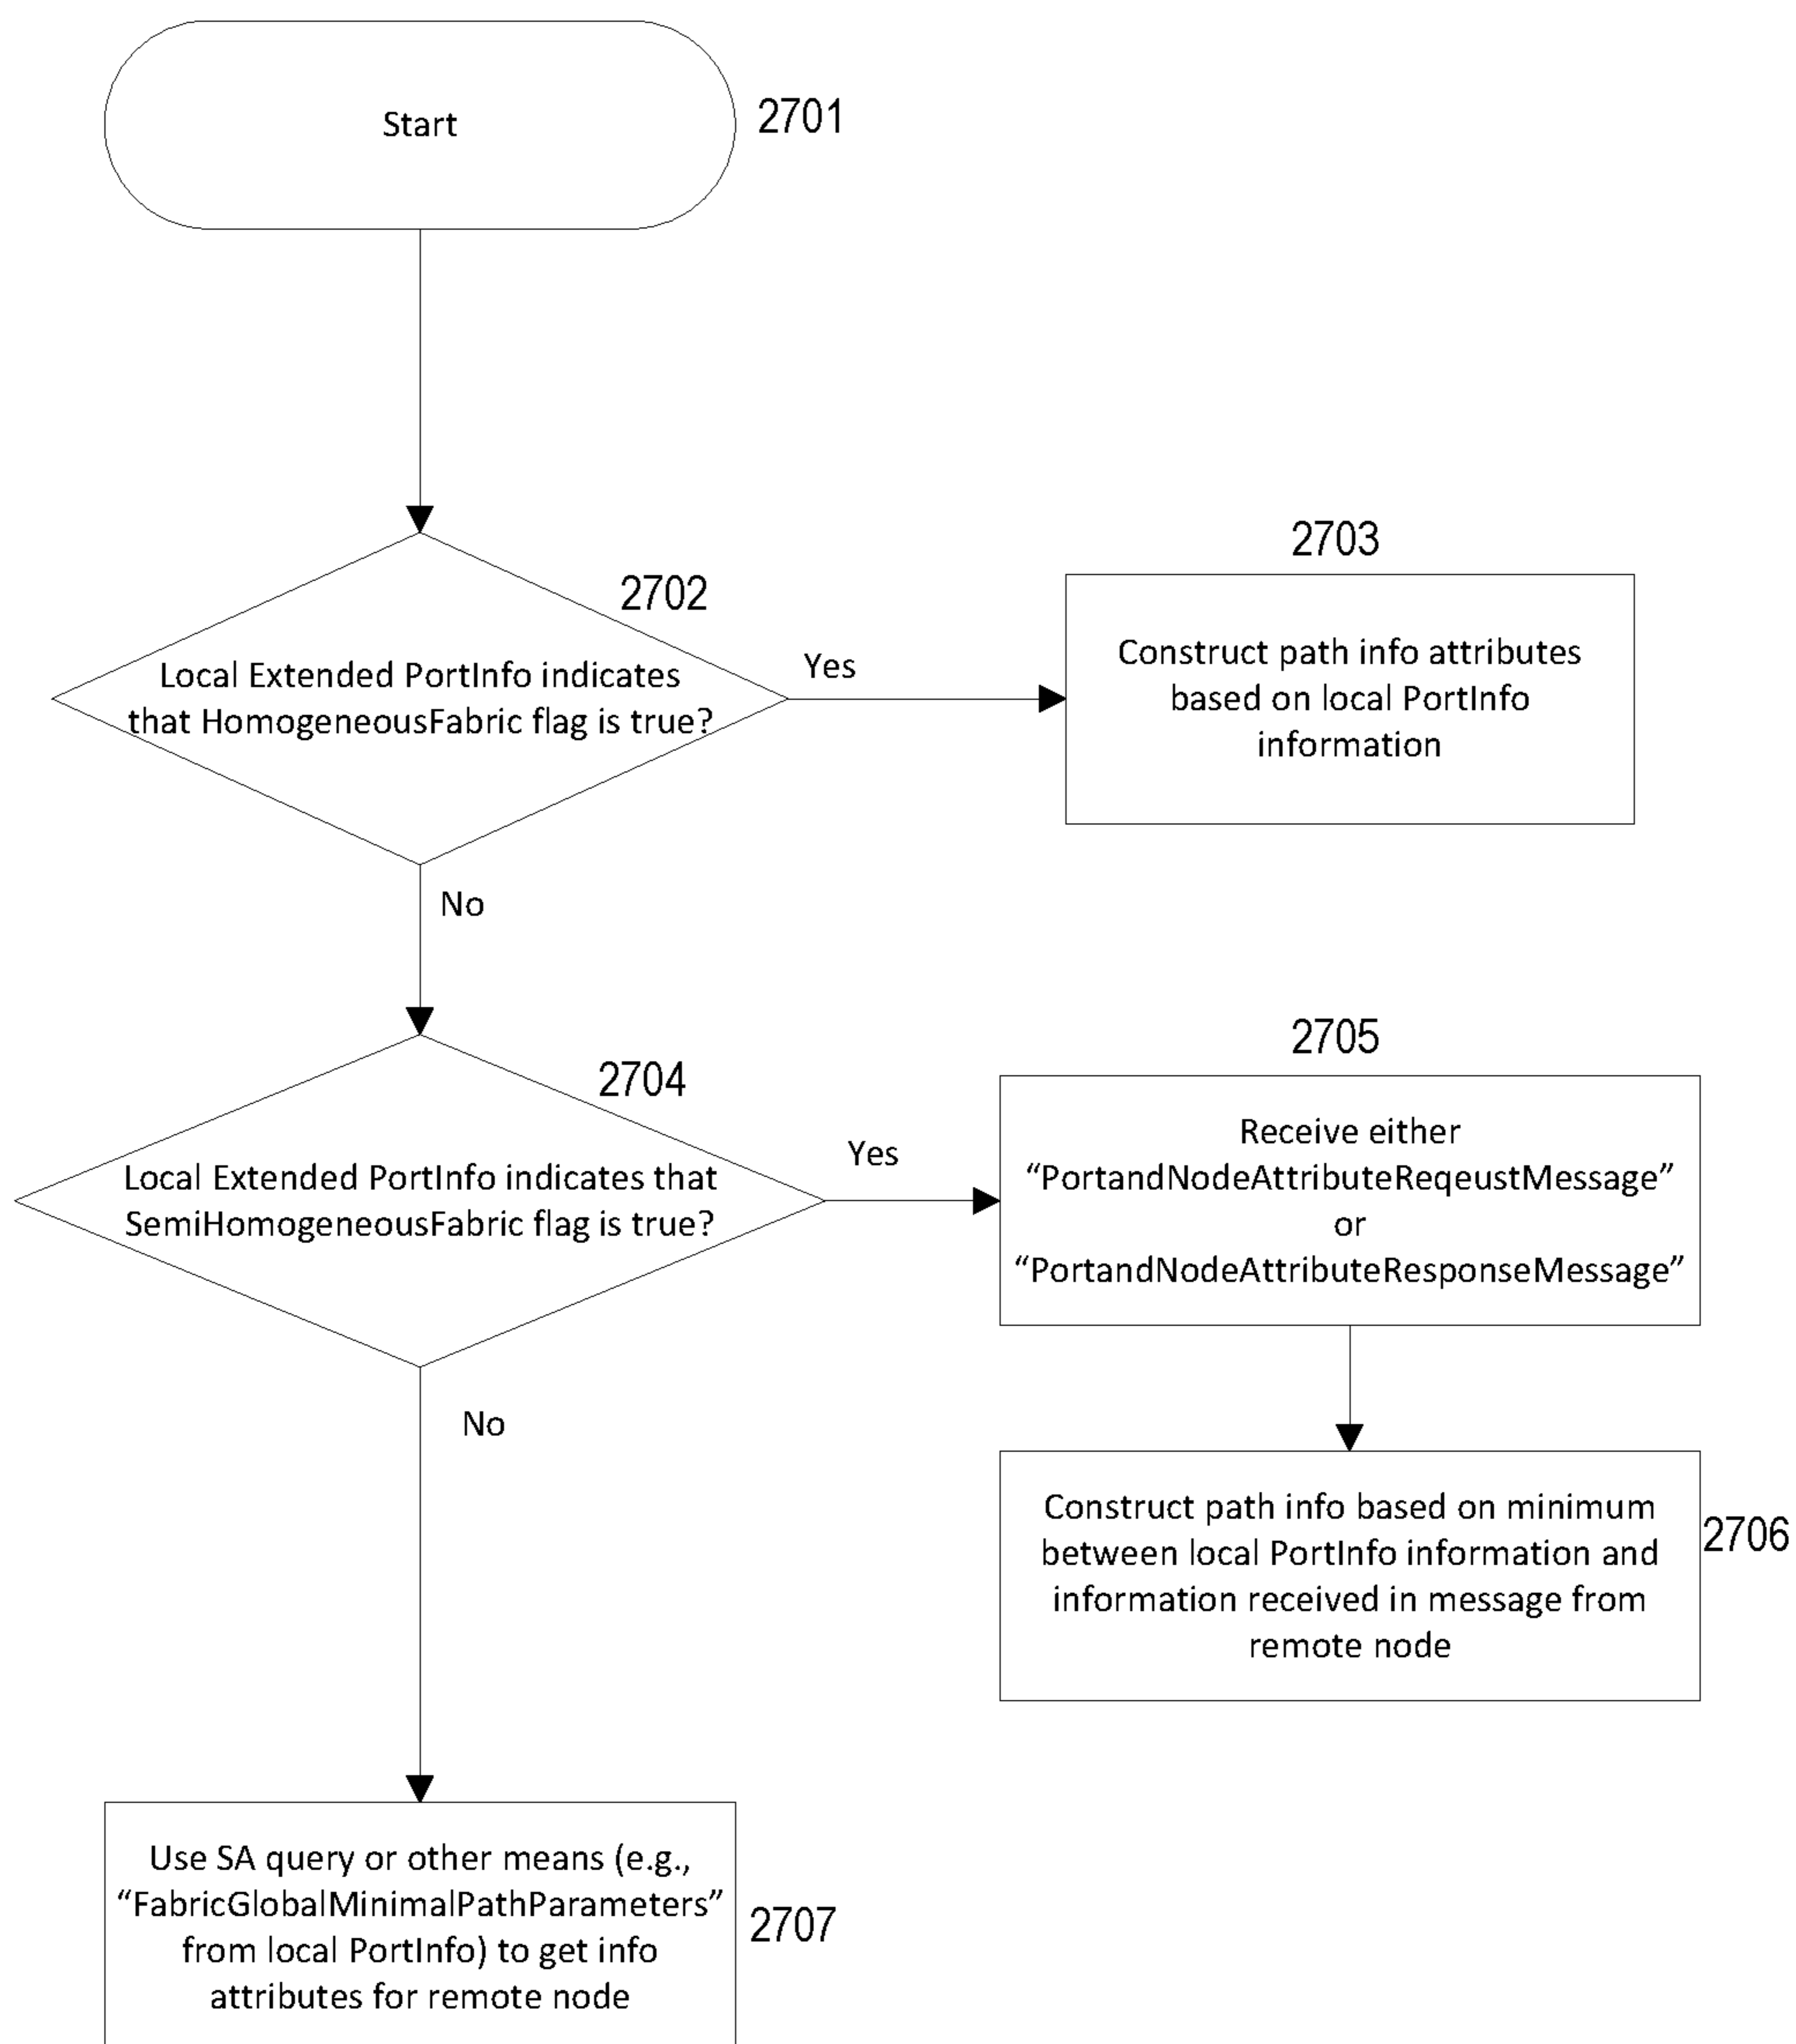 Start
2701
2702
Local Extended PortInfo indicates
that HomogeneousFabric flag is true?
Yes
2703
Construct path info attributes
based on local PortInfo
information
No
2704
Local Extended PortInfo indicates that
SemiHomogeneousFabric flag is true?
Yes
2705
Receive either
“PortandNodeAttributeReqeustMessage”
or
“PortandNodeAttributeResponseMessage”
No
Construct path info based on minimum
between local PortInfo information and
information received in message from
remote node
2706
Use SA query or other means (e.g.,
“FabricGlobalMinimalPathParameters”
from local PortInfo) to get info
attributes for remote node
2707